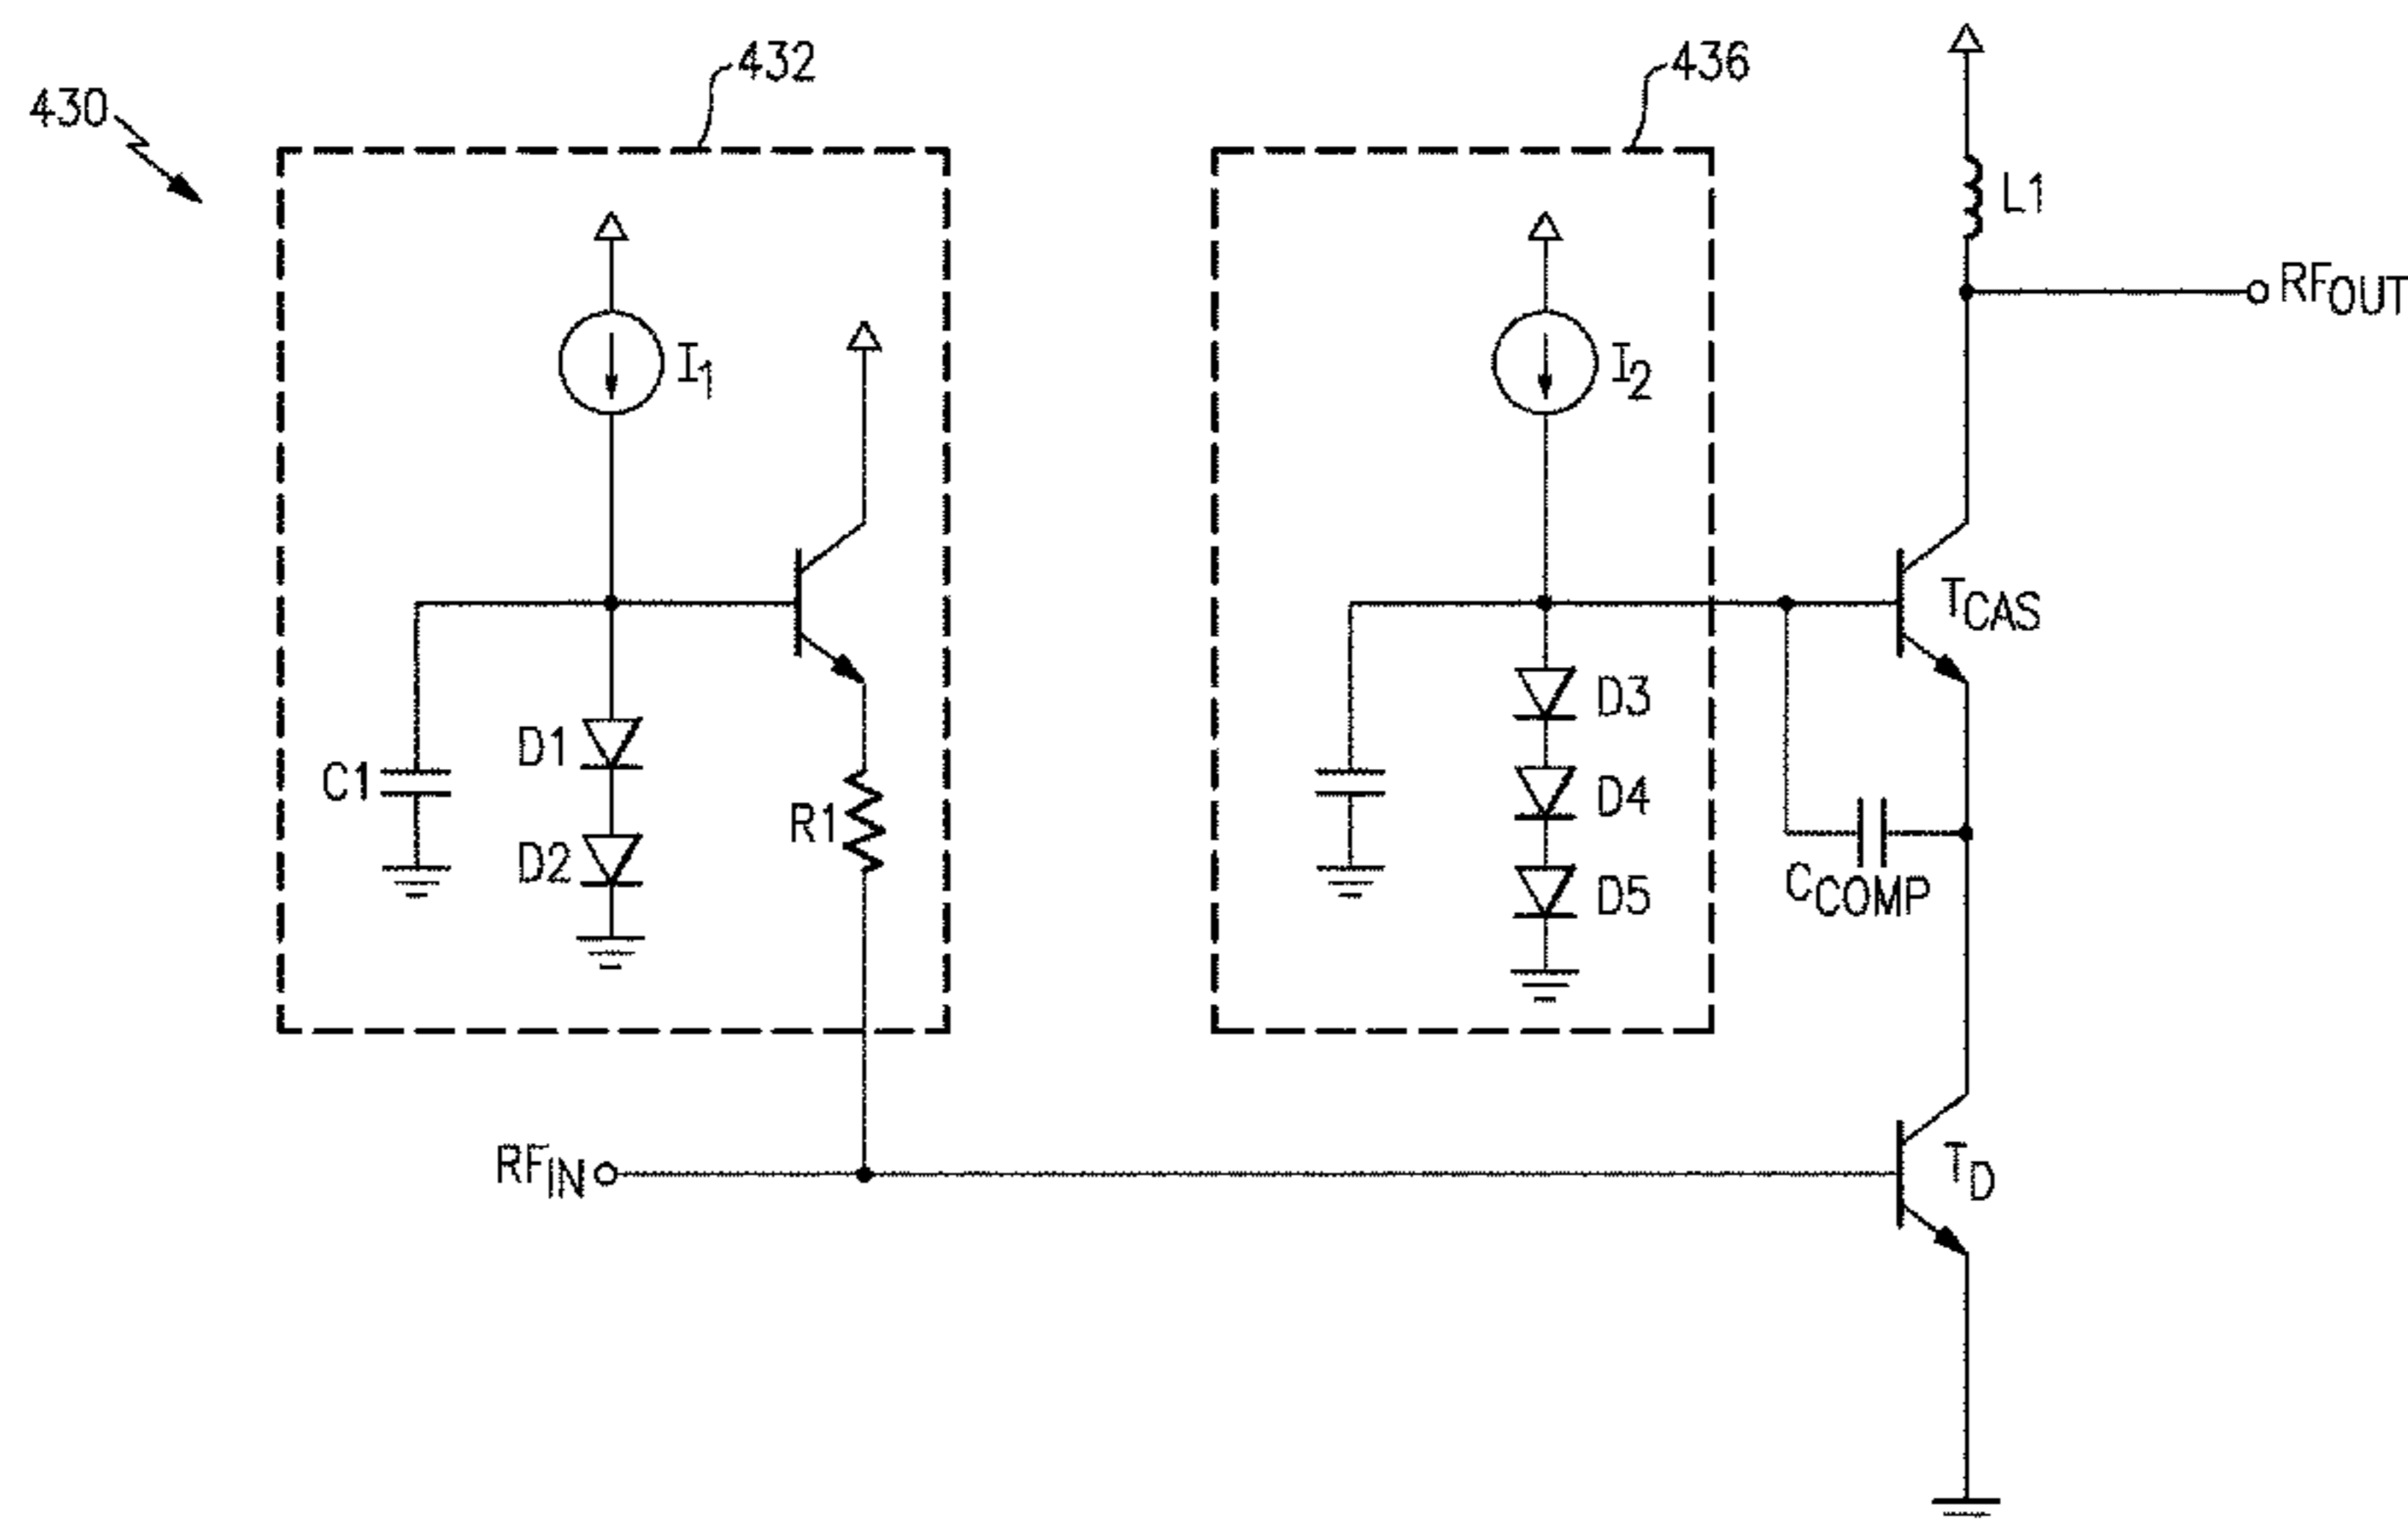 430
432
436
L1
RFOUT
I1
I2
TCAS
D1
C1
D2
R1
D3
D4
D5
CCOMP
RFIN
TD